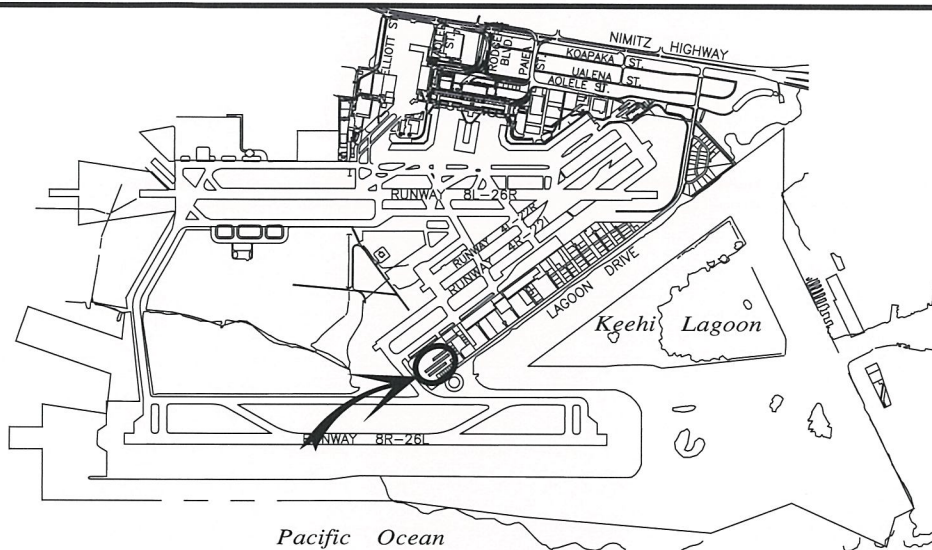 NIMITZ HIGHWAY
ELLIOTT ST
RODGERS BLVD.
PAIEA ST.
KOAPAKA ST.
UALENA ST.
AOLELE ST.
RUNWAY 8L-26R
RUNWAY 4L 22R
RUNWAY 4R 22L
LAGOON DRIVE
Keehi Lagoon
RUNWAY 8R-26L
Pacific Ocean